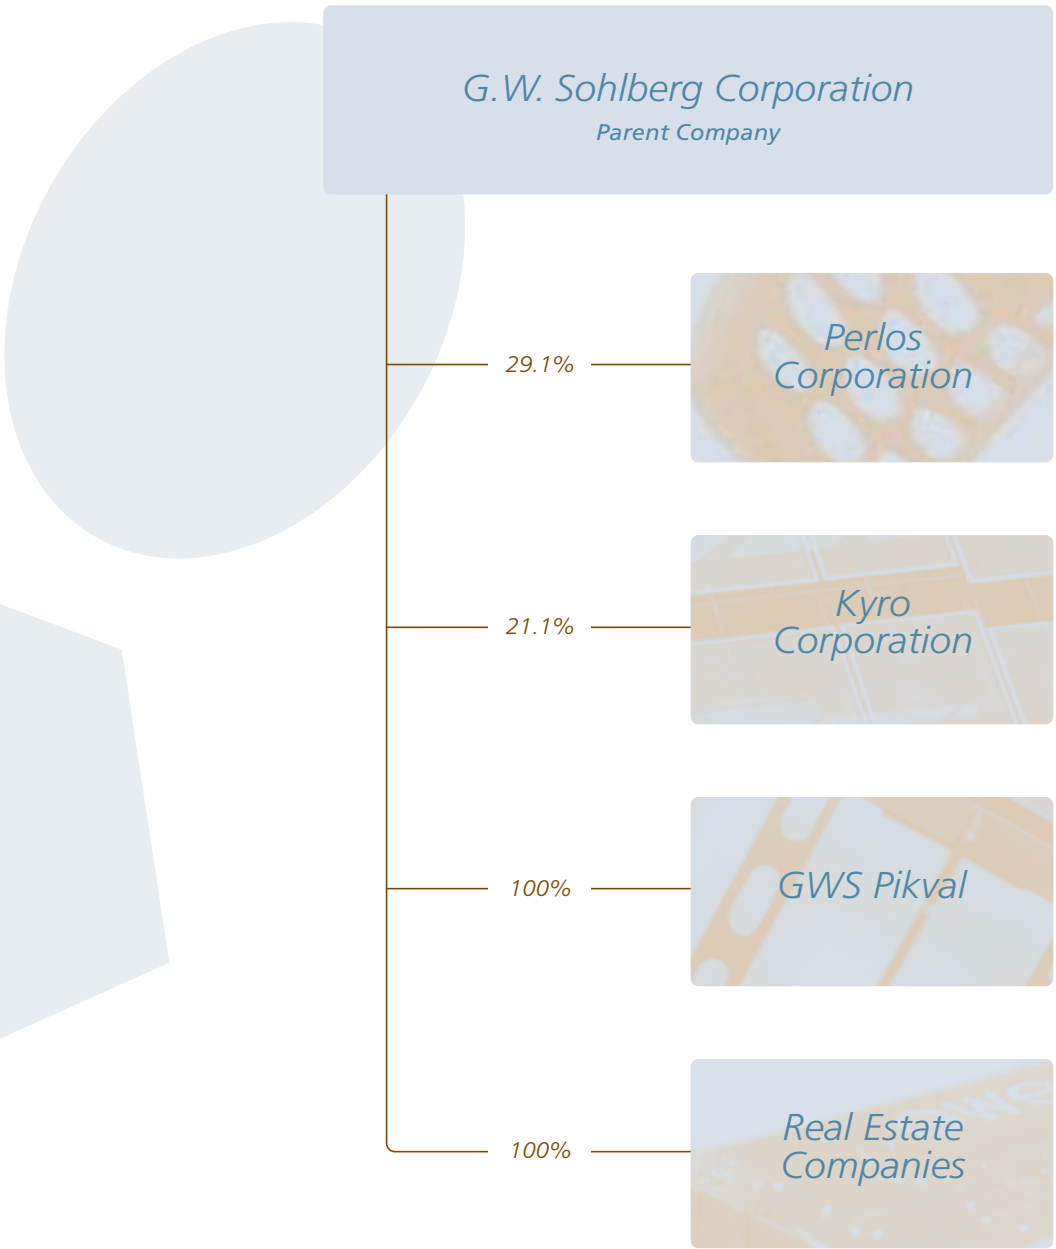 G.W. Sohlberg Corporation
Parent Company
29.1%
Perlos
Corporation
21.1%
Kyro
Corporation
100%
GWS Pikval
100%
Real Estate
Companies